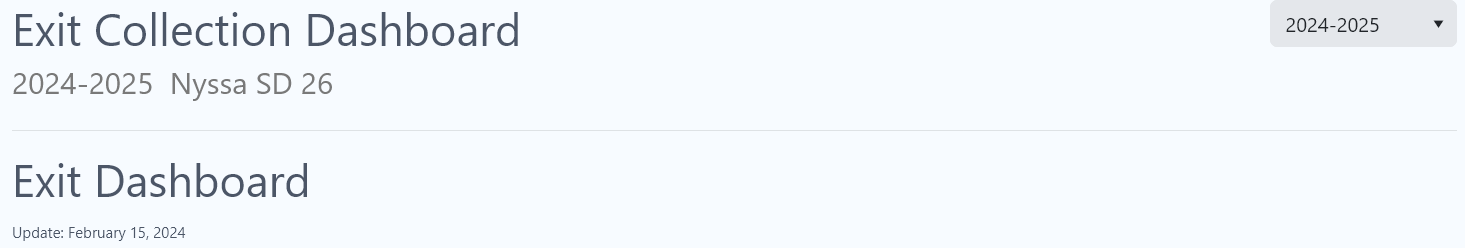 Exit Collection Dashboard
2024-2025
2024-2025 Nyssa SD 26
Exit Dashboard
Update: February 15, 2024